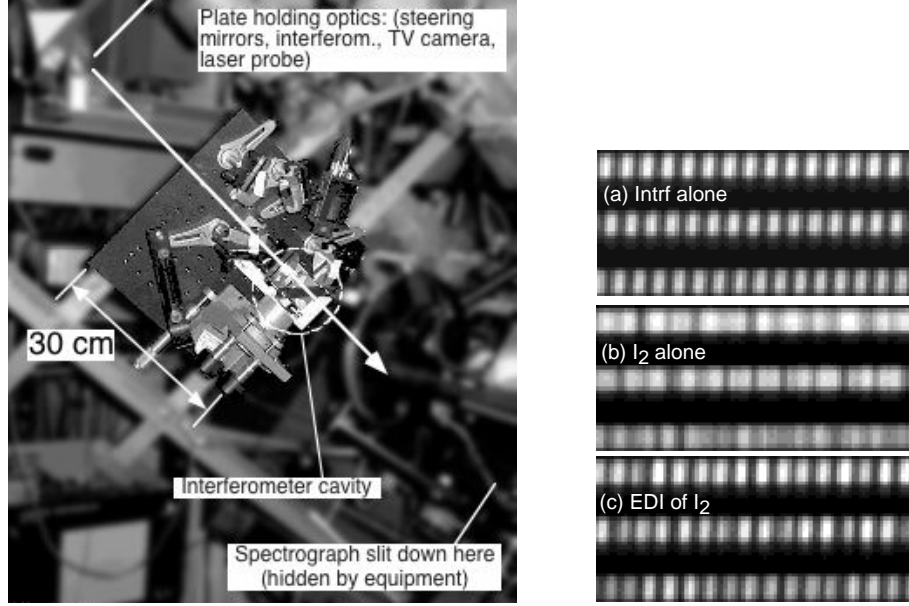 Plate holding optics: (steering
mirrors, interferom., TV camera,
laser probe)
30 cm
Interferometer cavity
Spectrograph slit down here
(hidden by equipment)
(a) Intrf alone
(b) I2 alone
(c) EDI of I2